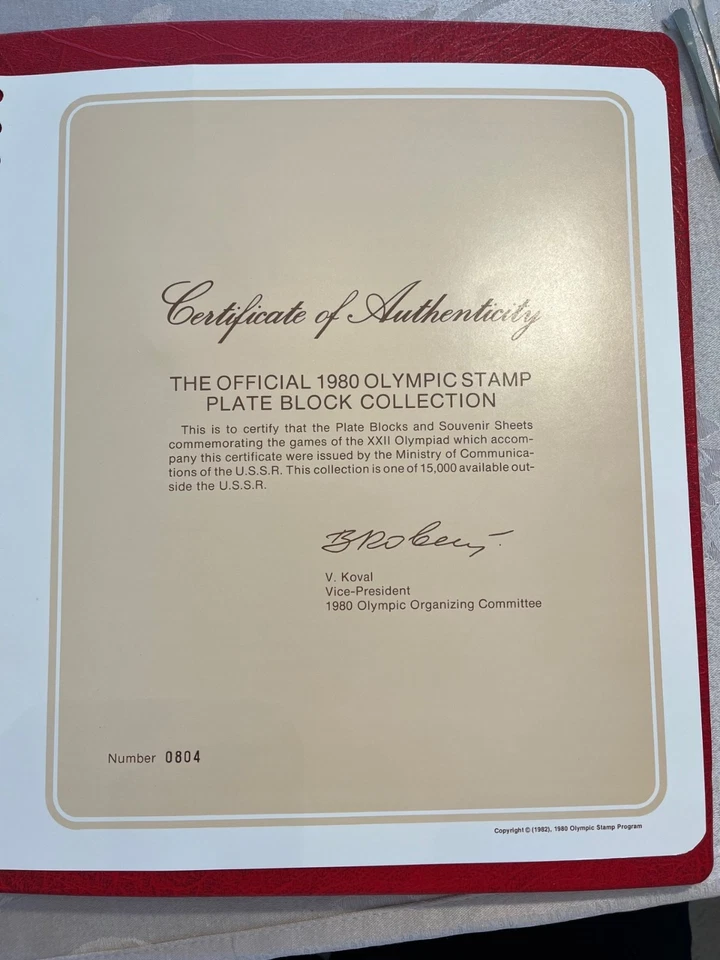 Certificate of Authenticity
THE OFFICIAL 1980 OLYMPIC STAMP
PLATE BLOCK COLLECTION
This is to certify that the Plate Blocks and Souvenir Sheets
commemorating the games of the XXII Olympiad which accom-
pany this certificate were issued by the Ministry of Communica-
tions of the U.S.S.R. This collection is one of 15,000 available out-
side the U.S.S.R.
V. Koval
Vice-President
1980 Olympic Organizing Committee
Number 0804
Copyright © (1982), 1980 Olympic Stamp Program